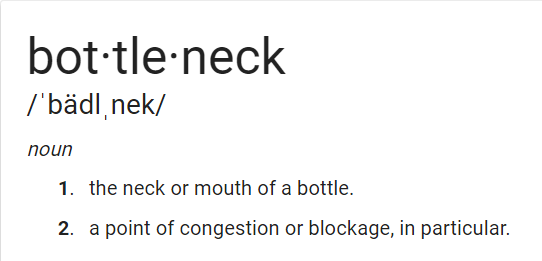 bot·tle·neck
/ˈbädlˌnek/
noun
1. the neck or mouth of a bottle.
2. a point of congestion or blockage, in particular.